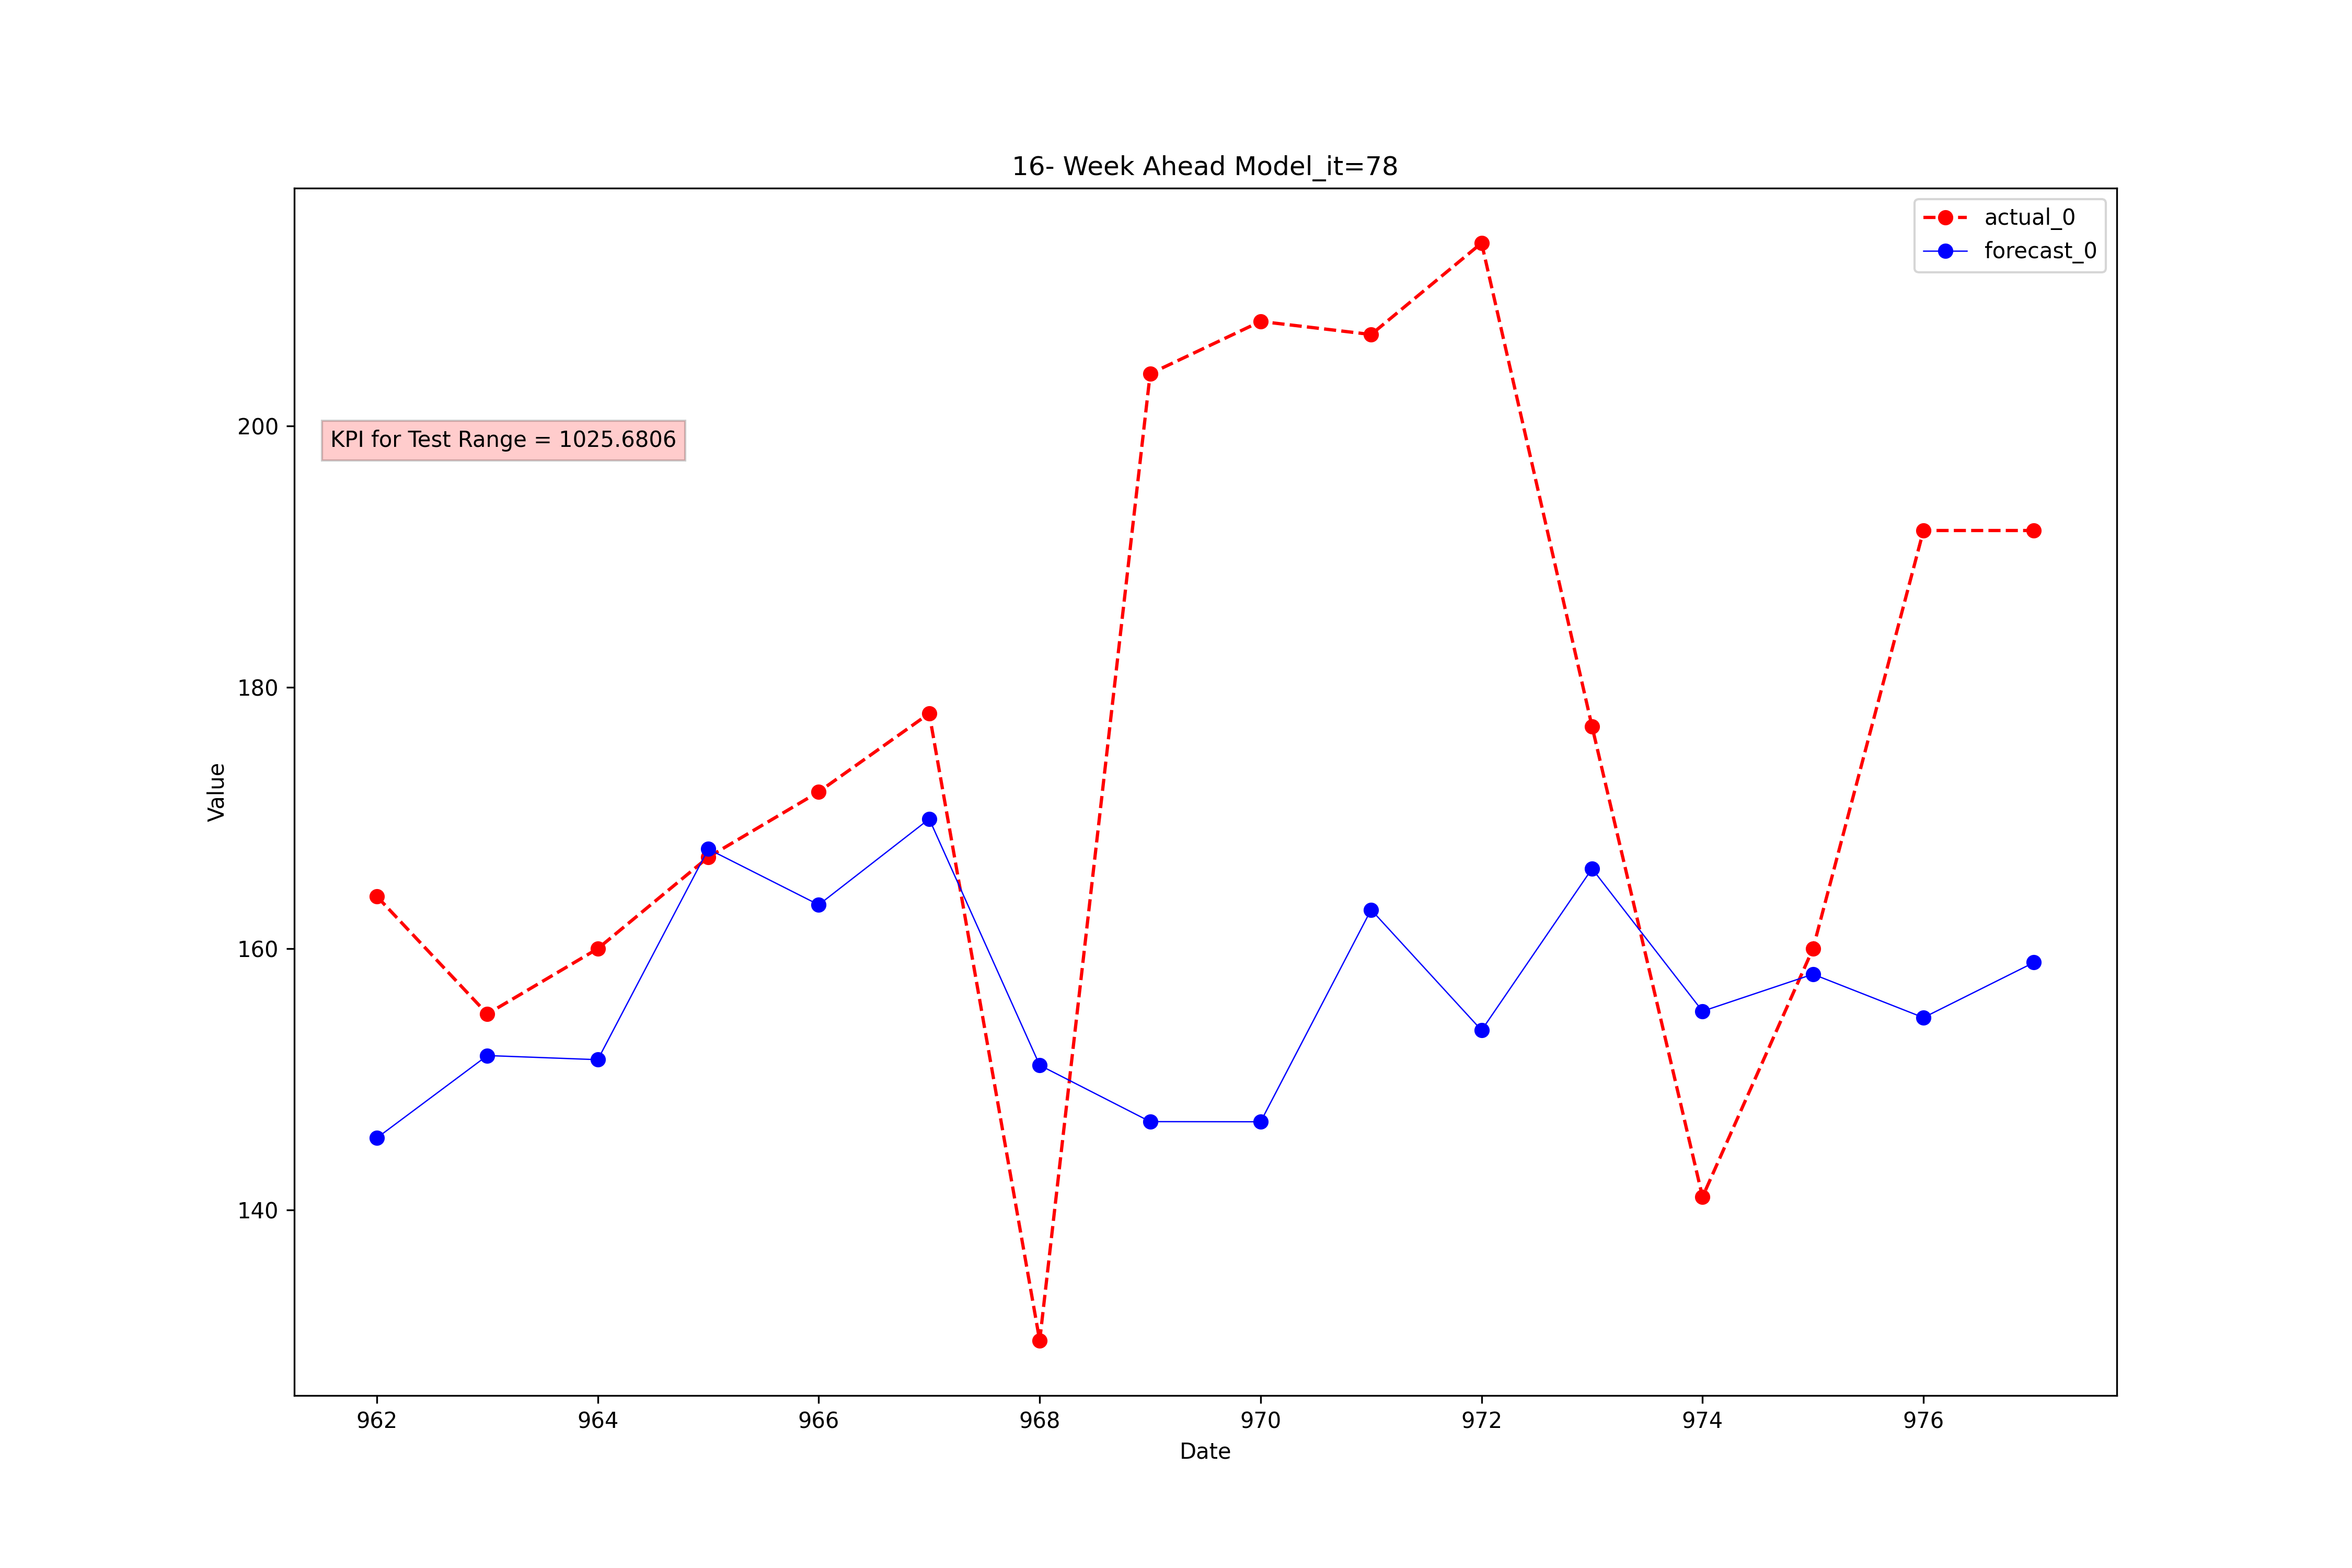 16- Week Ahead Model_it=78
actual_0
forecast_0
KPI for Test Range = 1025.6806
Value
200
180
160
140
962 964 966 968 970 972 974 976
Date